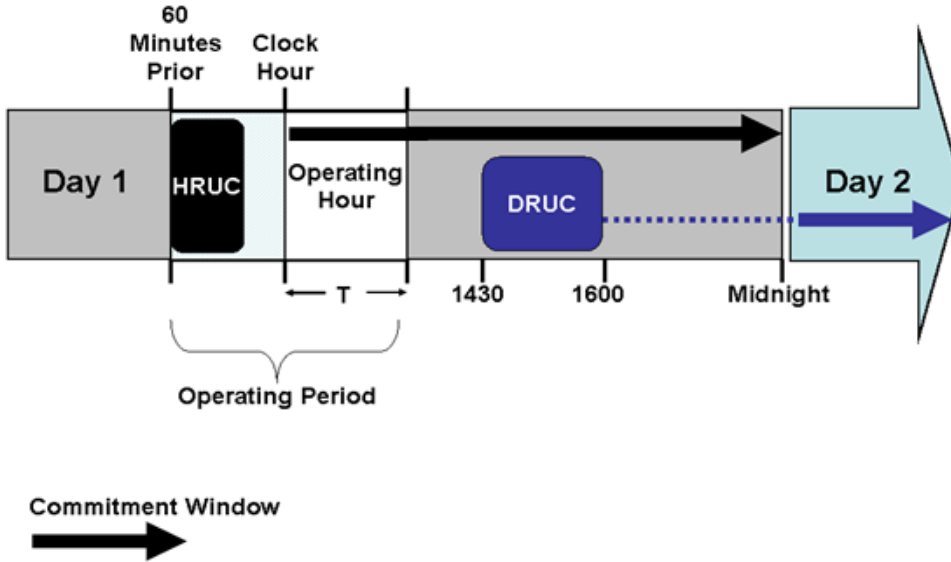 60
Minutes
Prior
Clock
Hour
Day 1
HRUC
Operating
Hour
DRUC
Day 2
T
1430
1600
Midnight
Operating Period
Commitment Window